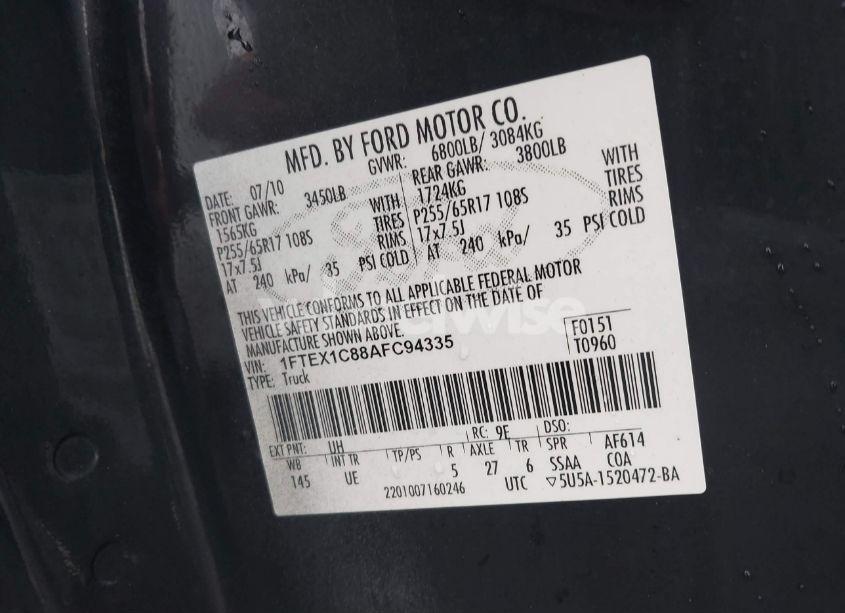 MFD. BY FORD MOTOR CO.
DATE: 07/10 GVWR: 6800LB/ 3084KG
FRONT GAWR: 3450LB REAR GAWR: 3800LB
1565KG WITH 1724KG WITH
P255/65R17 108S TIRES P255/65R17 108S TIRES
17x7.5J RIMS 17x7.5J RIMS
AT 240 kPa/ 35 PSI COLD AT 240 kPa/ 35 PSI COLD
THIS VEHICLE CONFORMS TO ALL APPLICABLE FEDERAL MOTOR
VEHICLE SAFETY STANDARDS IN EFFECT ON THE DATE OF
MANUFACTURE SHOWN ABOVE.
VIN: 1FTEX1C88AFC94335 F0151
TYPE: Truck T0960
EXT PNT: UH RC: 9E DSO:
WB INT TR TP/PS R AXLE TR SPR AF614
145 UE 5 27 6 SSAA COA
2201007160246 UTC ▽5U5A-1520472-BA